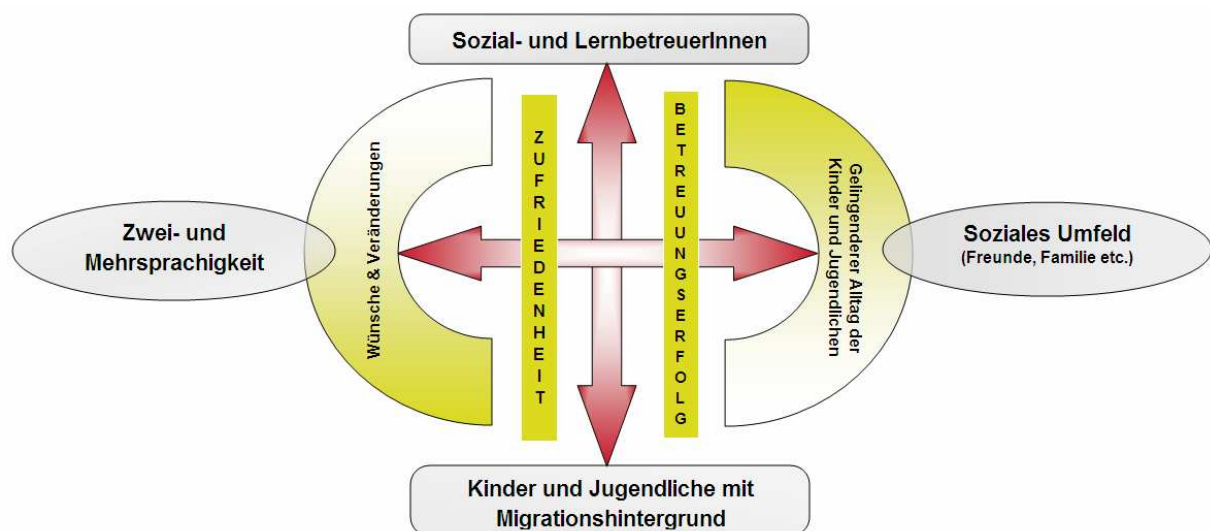 Sozial- und LernbetreuerInnen
Zwei- und
Mehrsprachigkeit
Wünsche & Veränderungen
ZUFRIEDENHEIT
BETREUUNGSERFOLG
Gelingenderer Alltag der
Kinder und Jugendlichen
Soziales Umfeld
(Freunde, Familie etc.)
Kinder und Jugendliche mit
Migrationshintergrund